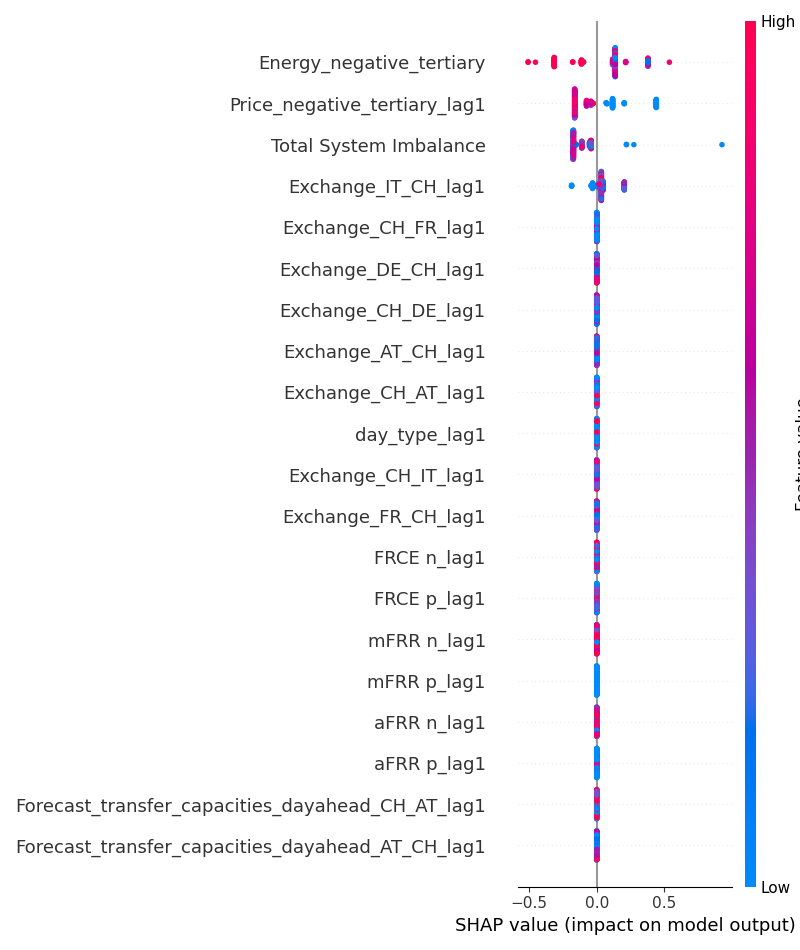 High
Energy_negative_tertiary
Price_negative_tertiary_lag1
Total System Imbalance
Exchange_IT_CH_lag1
Exchange_CH_FR_lag1
Exchange_DE_CH_lag1
Exchange_CH_DE_lag1
Exchange_AT_CH_lag1
Exchange_CH_AT_lag1
day_type_lag1
Exchange_CH_IT_lag1
Exchange_FR_CH_lag1
FRCE n_lag1
FRCE p_lag1
mFRR n_lag1
mFRR p_lag1
aFRR n_lag1
aFRR p_lag1
Forecast_transfer_capacities_dayahead_CH_AT_lag1
Forecast_transfer_capacities_dayahead_AT_CH_lag1
Low
−0.5 0.0 0.5
SHAP value (impact on model output)